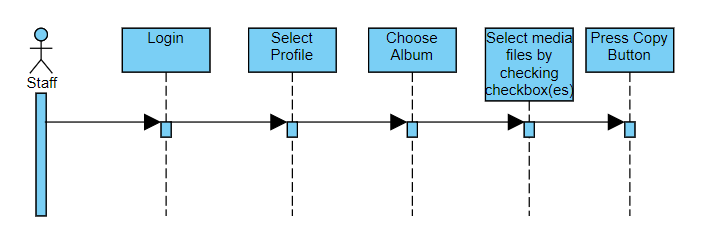 Staff
Login
Select
Profile
Choose
Album
Select media
files by
checking
checkbox(es)
Press Copy
Button